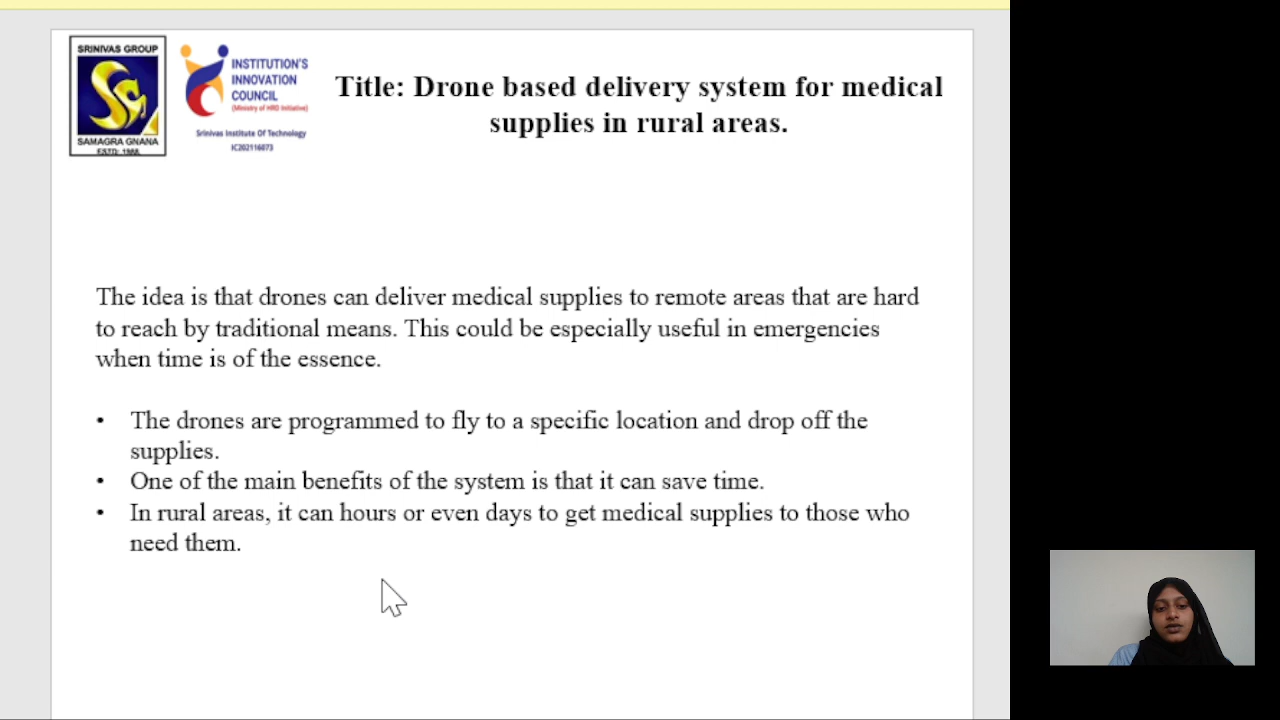 SRINIVAS GROUP
SAMAGRA GNANA
ESTD: 1988
INSTITUTION'S
INNOVATION
COUNCIL
(Ministry of HRD Initiative)
Srinivas Institute Of Technology
IC202116073
Title: Drone based delivery system for medical
supplies in rural areas.
The idea is that drones can deliver medical supplies to remote areas that are hard
to reach by traditional means. This could be especially useful in emergencies
when time is of the essence.
• The drones are programmed to fly to a specific location and drop off the
supplies.
• One of the main benefits of the system is that it can save time.
• In rural areas, it can hours or even days to get medical supplies to those who
need them.